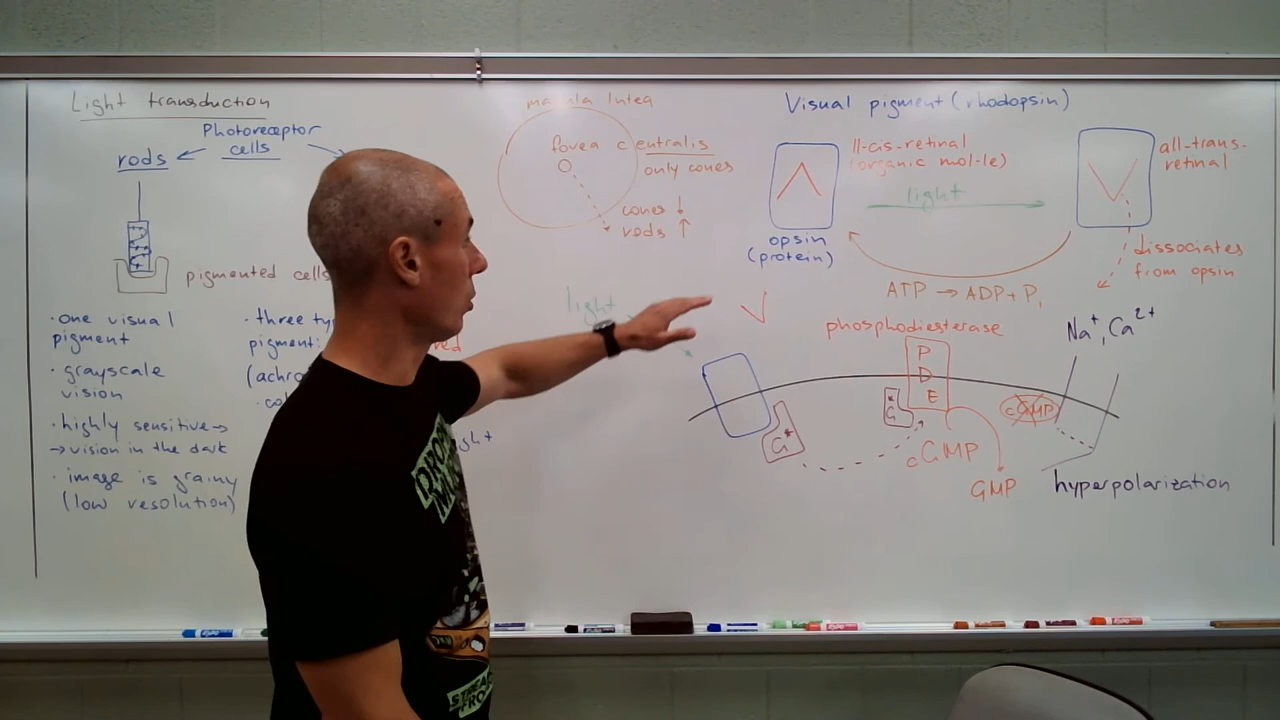 Light transduction
Photoreceptor
cells
rods
pigmented cells
· one visual
pigment
· grayscale
vision
· highly sensitive →
→ vision in the dark
· image is grainy
(low resolution)
· three
pigment:
macula lutea
fovea centralis
only cones
cones ↓
rods ↑
Visual pigment (rhodopsin)
11-cis-retinal
(organic mol-le)
light
all-trans-
retinal
opsin
(protein)
dissociates
from opsin
ATP → ADP + Pi
light
phosphodiesterase
P
D
E
Na⁺, Ca²⁺
G*
G*
cGMP
cGMP
GMP
hyperpolarization